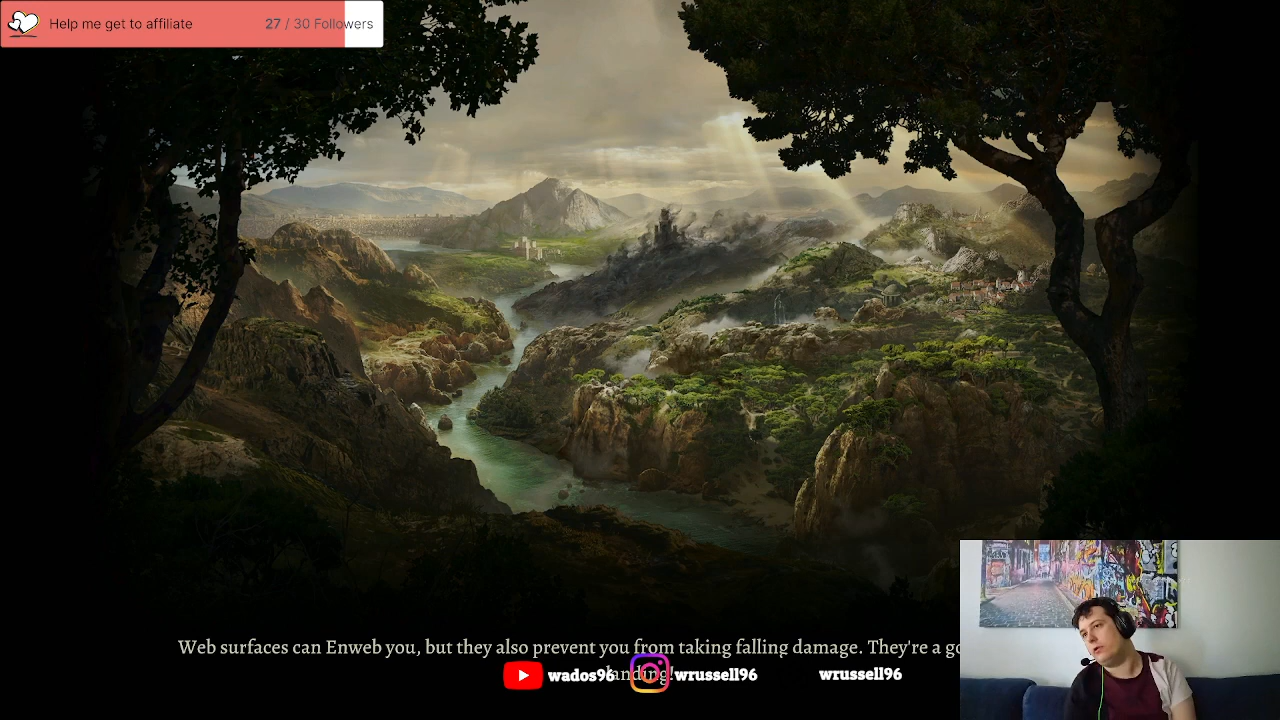 Help me get to affiliate
27 / 30 Followers
Web surfaces can Enweb you, but they also prevent you from taking falling damage. They're a
landing!
wados96
wrussell96
wrussell96